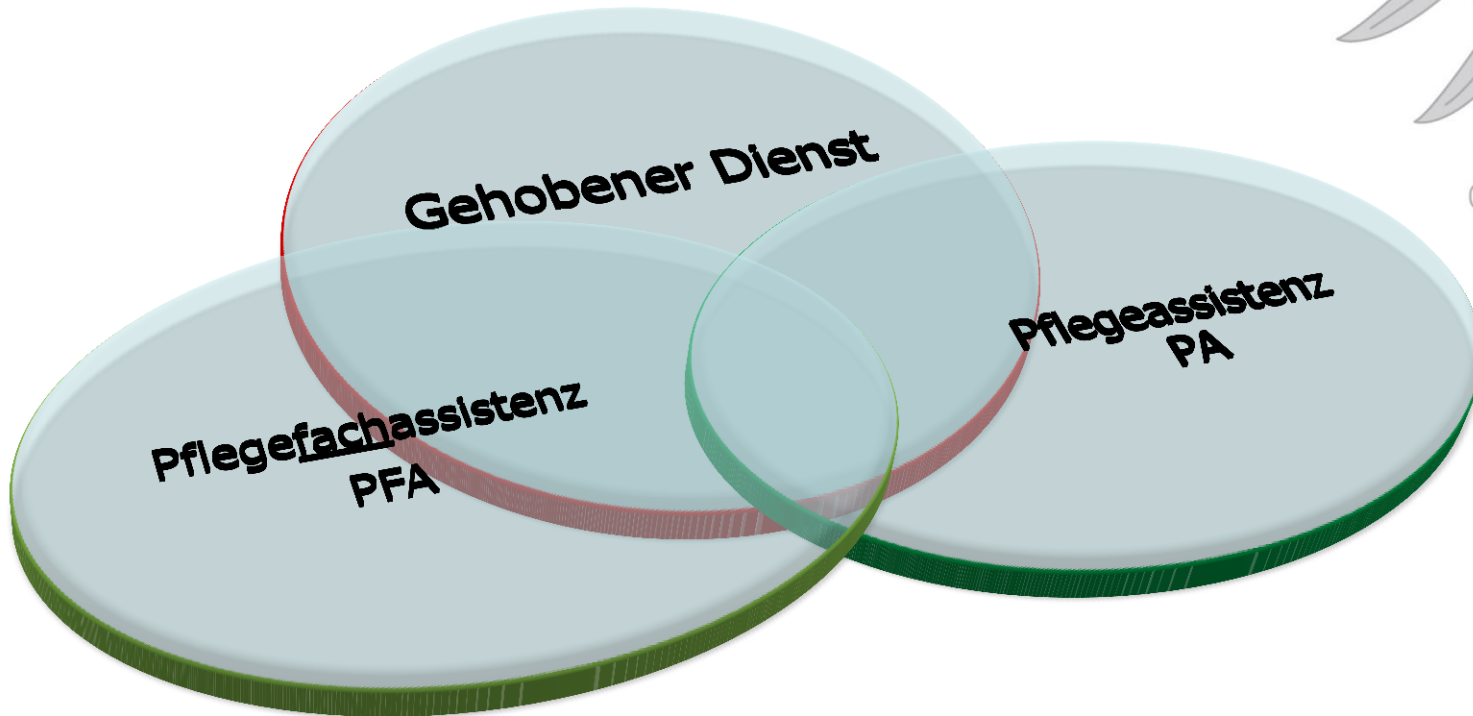 Gehobener Dienst
Pflegeassistenz
PA
Pflegefachassistenz
PFA